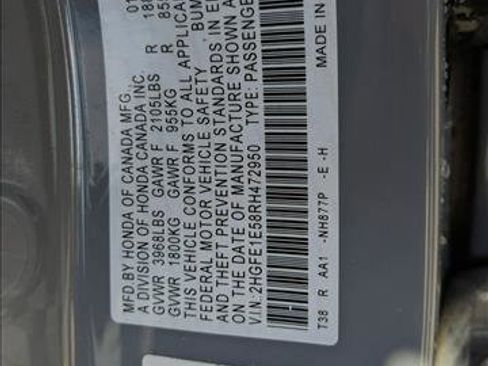 MFD BY HONDA OF CANADA MFG.,
A DIVISION OF HONDA CANADA INC.
GVWR 3968LBS GAWR F 2105LBS R
GVWR 1800KG GAWR F 955KG R
THIS VEHICLE CONFORMS TO ALL
FEDERAL MOTOR VEHICLE SAFETY BUM
AND THEFT PREVENTION STANDARDS IN
ON THE DATE OF MANUFACTURE SHOWN
V.I.N: 2HGFE1E58RH472950 TYPE: PASSENGE
MADE IN
T38 R AA1 -NH877P -E -H